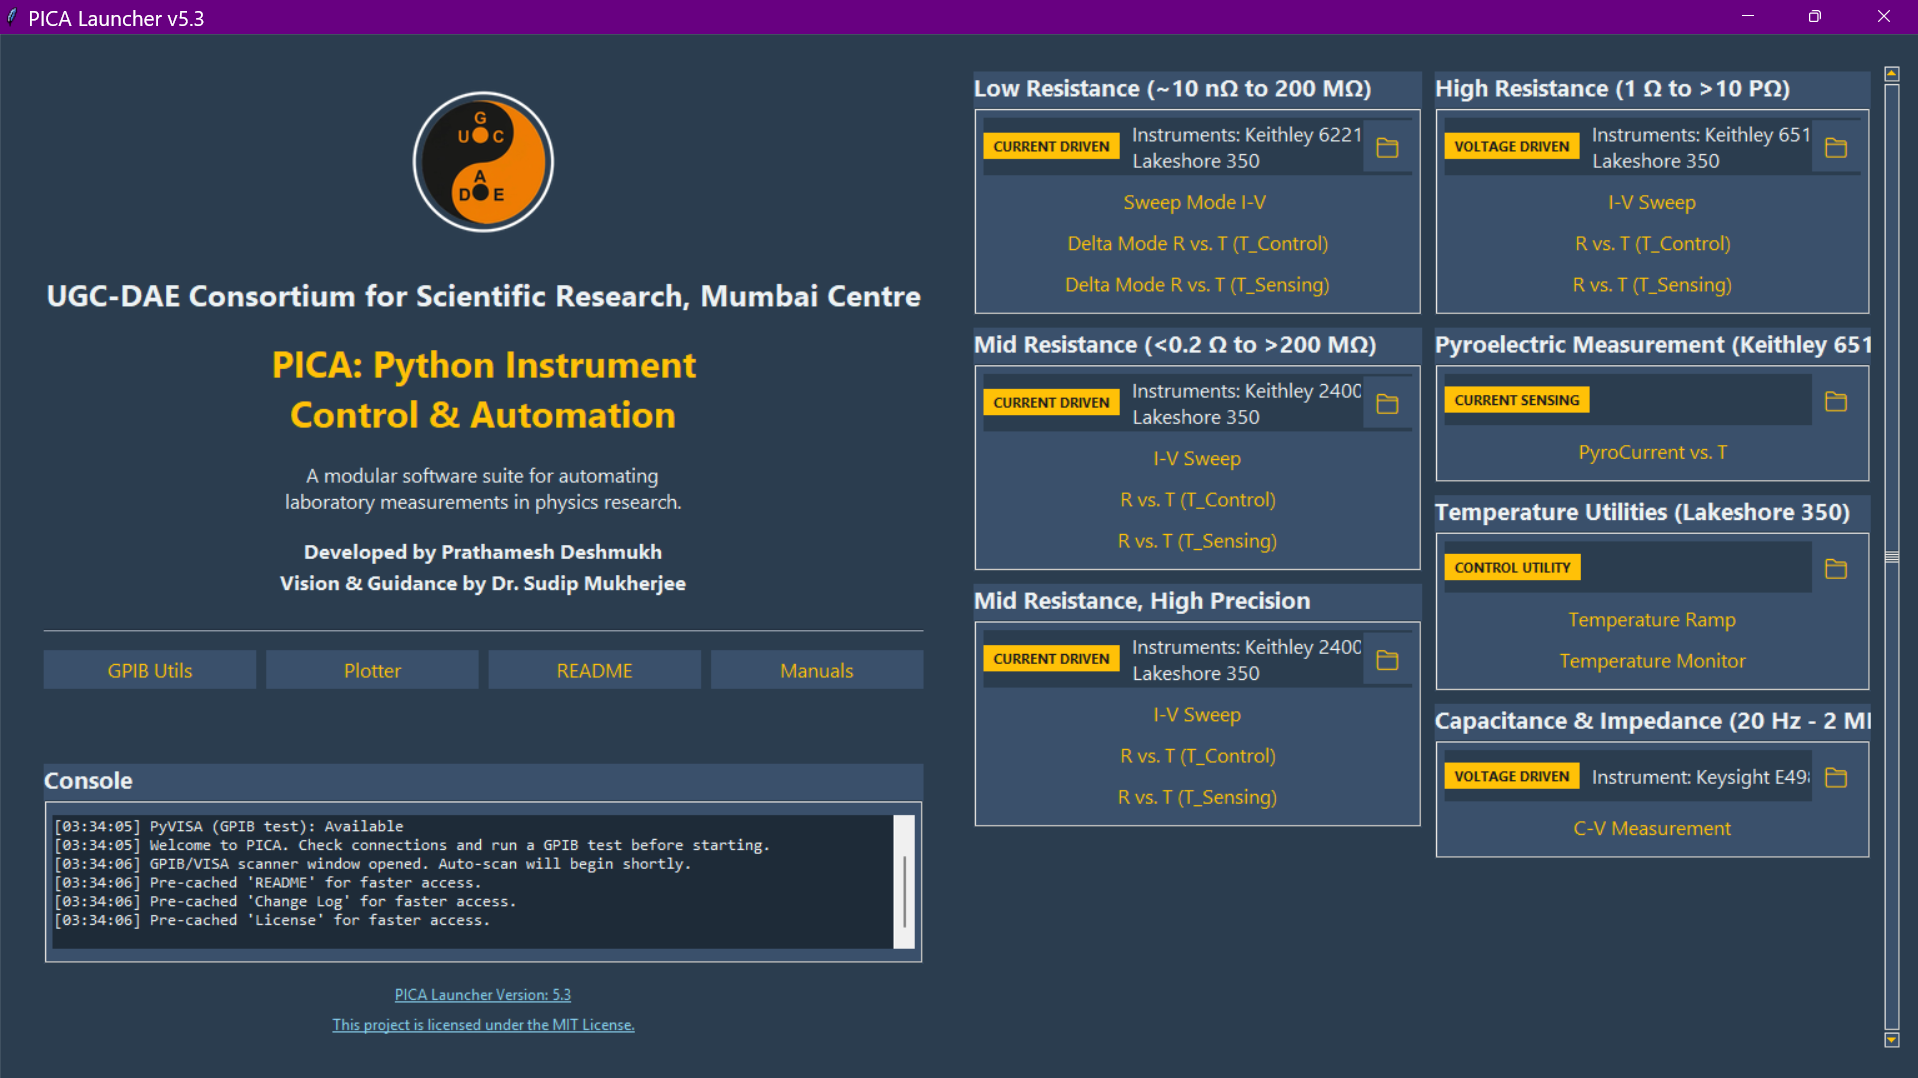 PICA Launcher v5.3
G
U C
A
D E
UGC-DAE Consortium for Scientific Research, Mumbai Centre
PICA: Python Instrument
Control & Automation
A modular software suite for automating
laboratory measurements in physics research.
Developed by Prathamesh Deshmukh
Vision & Guidance by Dr. Sudip Mukherjee
GPIB Utils
Plotter
README
Manuals
Console
[03:34:05] PyVISA (GPIB test): Available
[03:34:05] Welcome to PICA. Check connections and run a GPIB test before starting.
[03:34:06] GPIB/VISA scanner window opened. Auto-scan will begin shortly.
[03:34:06] Pre-cached 'README' for faster access.
[03:34:06] Pre-cached 'Change Log' for faster access.
[03:34:06] Pre-cached 'License' for faster access.
PICA Launcher Version: 5.3
This project is licensed under the MIT License.
Low Resistance (~10 nΩ to 200 MΩ)
CURRENT DRIVEN
Instruments: Keithley 6221
Lakeshore 350
Sweep Mode I-V
Delta Mode R vs. T (T_Control)
Delta Mode R vs. T (T_Sensing)
Mid Resistance (<0.2 Ω to >200 MΩ)
CURRENT DRIVEN
Instruments: Keithley 2400
Lakeshore 350
I-V Sweep
R vs. T (T_Control)
R vs. T (T_Sensing)
Mid Resistance, High Precision
CURRENT DRIVEN
Instruments: Keithley 2400
Lakeshore 350
I-V Sweep
R vs. T (T_Control)
R vs. T (T_Sensing)
High Resistance (1 Ω to >10 PΩ)
VOLTAGE DRIVEN
Instruments: Keithley 651
Lakeshore 350
I-V Sweep
R vs. T (T_Control)
R vs. T (T_Sensing)
Pyroelectric Measurement (Keithley 651
CURRENT SENSING
PyroCurrent vs. T
Temperature Utilities (Lakeshore 350)
CONTROL UTILITY
Temperature Ramp
Temperature Monitor
Capacitance & Impedance (20 Hz - 2 M
VOLTAGE DRIVEN
Instrument: Keysight E49
C-V Measurement